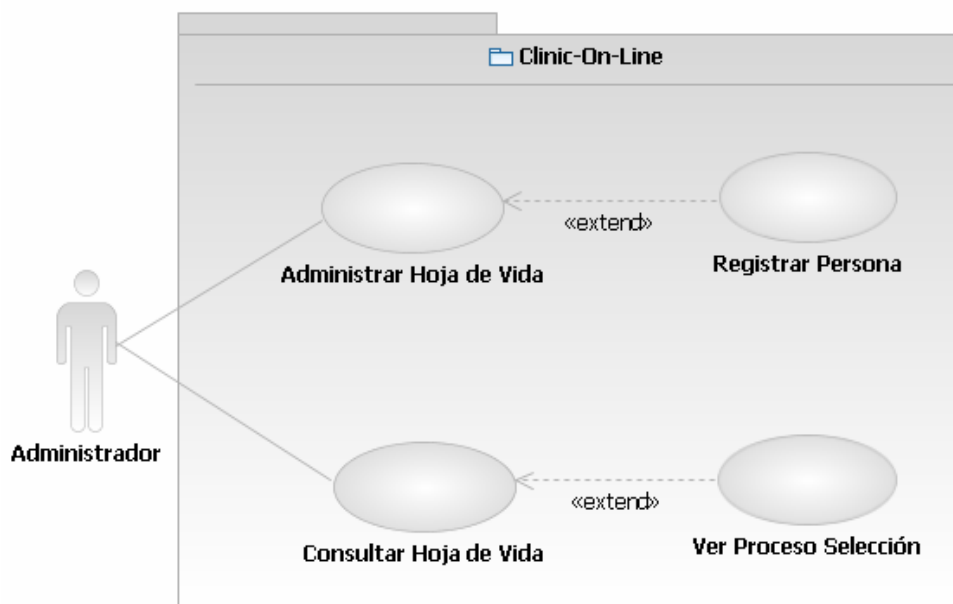 Clinic-On-Line
«extend»
Administrar Hoja de Vida
Registrar Persona
Administrador
«extend»
Consultar Hoja de Vida
Ver Proceso Selección